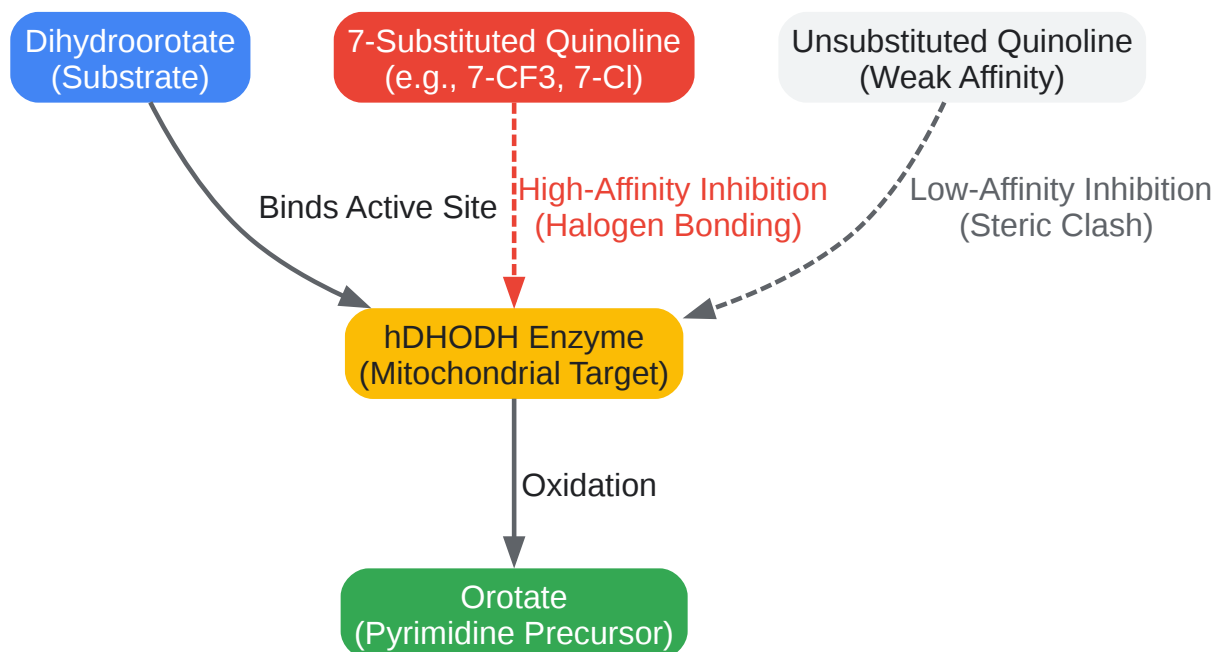 Dihydroorotate
(Substrate)
7-Substituted Quinoline
(e.g., 7-CF3, 7-Cl)
Unsubstituted Quinoline
(Weak Affinity)
Binds Active Site
High-Affinity Inhibition
(Halogen Bonding)
Low-Affinity Inhibition
(Steric Clash)
hDHODH Enzyme
(Mitochondrial Target)
Oxidation
Orotate
(Pyrimidine Precursor)